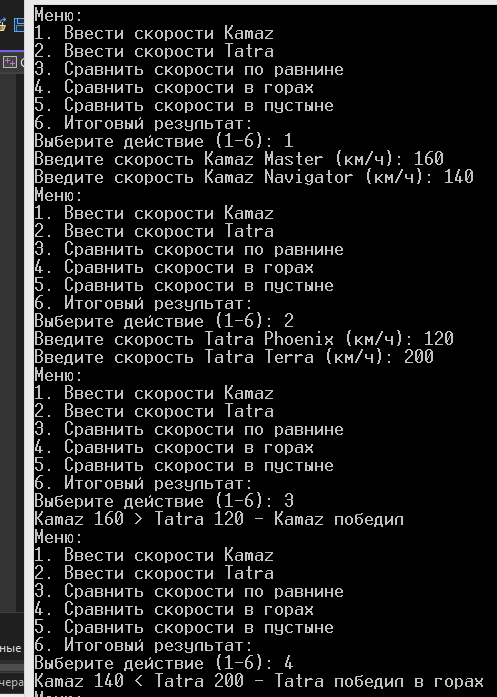 Меню:
1. Ввести скорости Kamaz
2. Ввести скорости Tatra
3. Сравнить скорости по равнине
4. Сравнить скорости в горах
5. Сравнить скорости в пустыне
6. Итоговый результат:
Выберите действие (1-6): 1
Введите скорость Kamaz Master (км/ч): 160
Введите скорость Kamaz Navigator (км/ч): 140
Меню:
1. Ввести скорости Kamaz
2. Ввести скорости Tatra
3. Сравнить скорости по равнине
4. Сравнить скорости в горах
5. Сравнить скорости в пустыне
6. Итоговый результат:
Выберите действие (1-6): 2
Введите скорость Tatra Phoenix (км/ч): 120
Введите скорость Tatra Terra (км/ч): 200
Меню:
1. Ввести скорости Kamaz
2. Ввести скорости Tatra
3. Сравнить скорости по равнине
4. Сравнить скорости в горах
5. Сравнить скорости в пустыне
6. Итоговый результат:
Выберите действие (1-6): 3
Kamaz 160 > Tatra 120 - Kamaz победил
Меню:
1. Ввести скорости Kamaz
2. Ввести скорости Tatra
3. Сравнить скорости по равнине
4. Сравнить скорости в горах
5. Сравнить скорости в пустыне
6. Итоговый результат:
Выберите действие (1-6): 4
Kamaz 140 < Tatra 200 - Tatra победил в горах